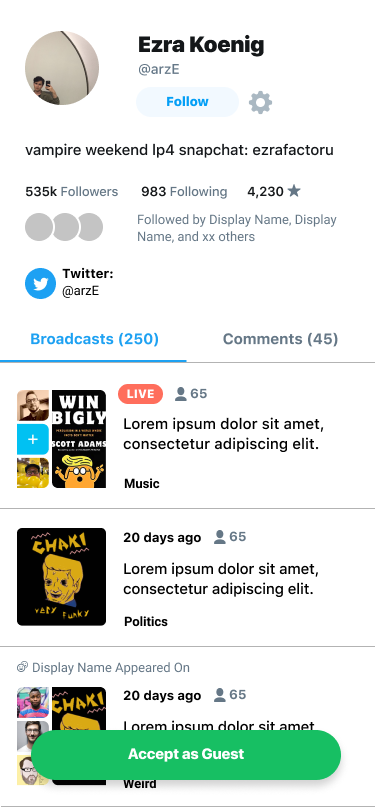 Ezra Koenig
@arzE
Follow
vampire weekend lp4 snapchat: ezrafactoru
535k Followers 983 Following 4,230
Followed by Display Name, Display
Name, and xx others
Twitter:
@arzE
Broadcasts (250) Comments (45)
WIN
BIGLY
SCOTT ADAMS
LIVE 65
Lorem ipsum dolor sit amet,
consectetur adipiscing elit.
Music
CHAKI
VERY FUNKY
20 days ago 65
Lorem ipsum dolor sit amet,
consectetur adipiscing elit.
Politics
Display Name Appeared On
CHAKI
20 days ago 65
Lorem ipsum dolor sit amet,
Accept as Guest
Weird